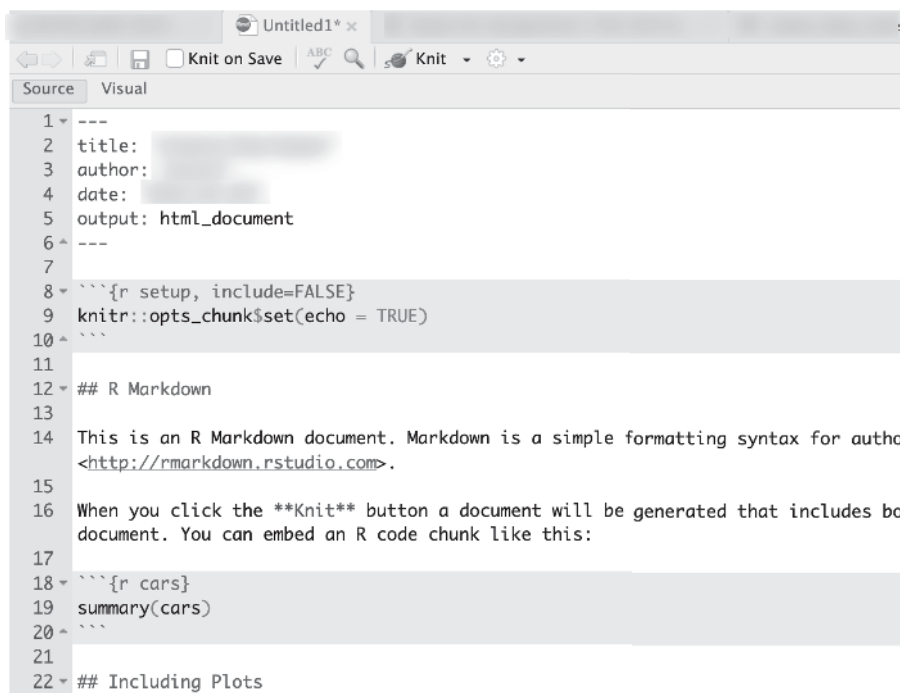 Untitled1*
Knit on Save ABC Knit
Source Visual
1 ---
2 title:
3 author:
4 date:
5 output: html_document
6 ---
7
8 ```{r setup, include=FALSE}
9 knitr::opts_chunk$set(echo = TRUE)
10 ```
11
12 ## R Markdown
13
14 This is an R Markdown document. Markdown is a simple formatting syntax for autho
<http://rmarkdown.rstudio.com>.
15
16 When you click the **Knit** button a document will be generated that includes bo
document. You can embed an R code chunk like this:
17
18 ```{r cars}
19 summary(cars)
20 ```
21
22 ## Including Plots